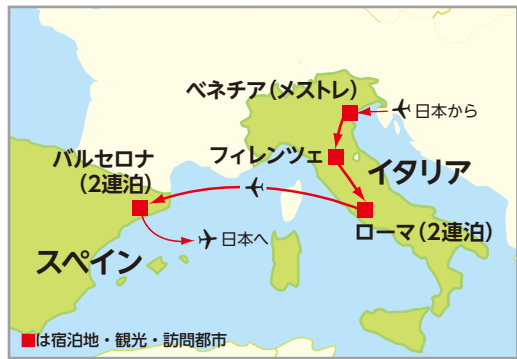 ベネチア(メストレ)
日本から
フィレンツェ
イタリア
バルセロナ
(2連泊)
ローマ(2連泊)
日本へ
スペイン
■は宿泊地・観光・訪問都市